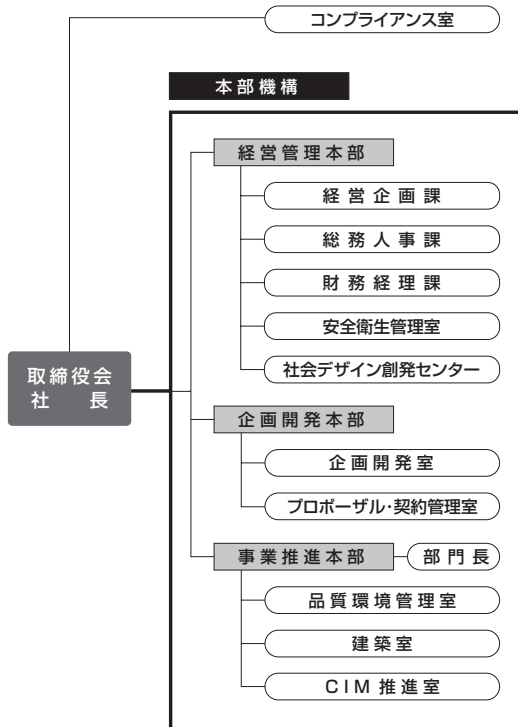 コンプライアンス室
本部機構
経営管理本部
経営企画課
総務人事課
財務経理課
安全衛生管理室
社会デザイン創発センター
取締役会
社　　長
企画開発本部
企画開発室
プロポーザル・契約管理室
事業推進本部
部門長
品質環境管理室
建築室
CIM 推進室